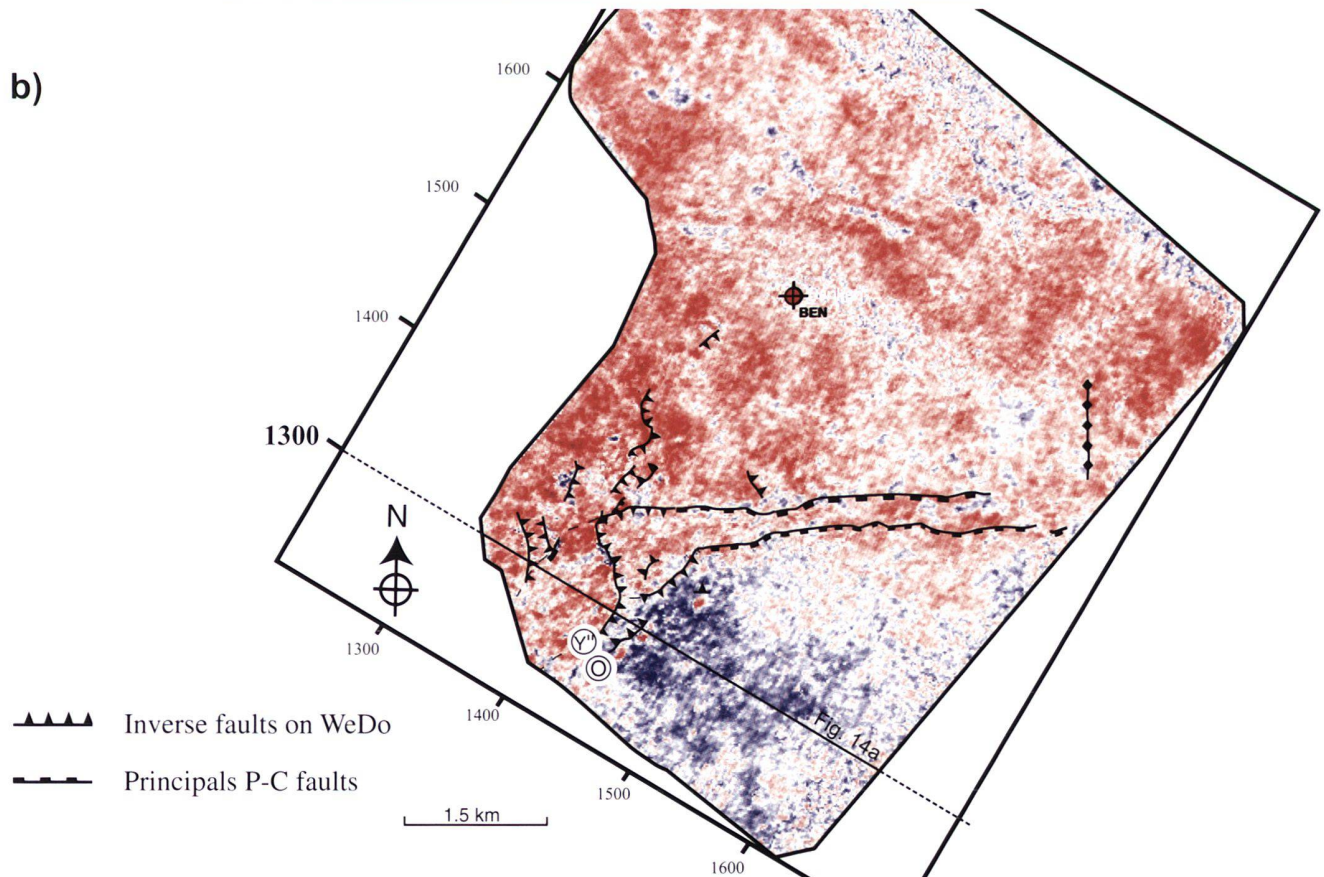 b)
1600
1500
1400
1300
N
BEN
Y"
O
1300
1400
1500
1600
Fig. 14a
Inverse faults on WeDo
Principals P-C faults
1.5 km